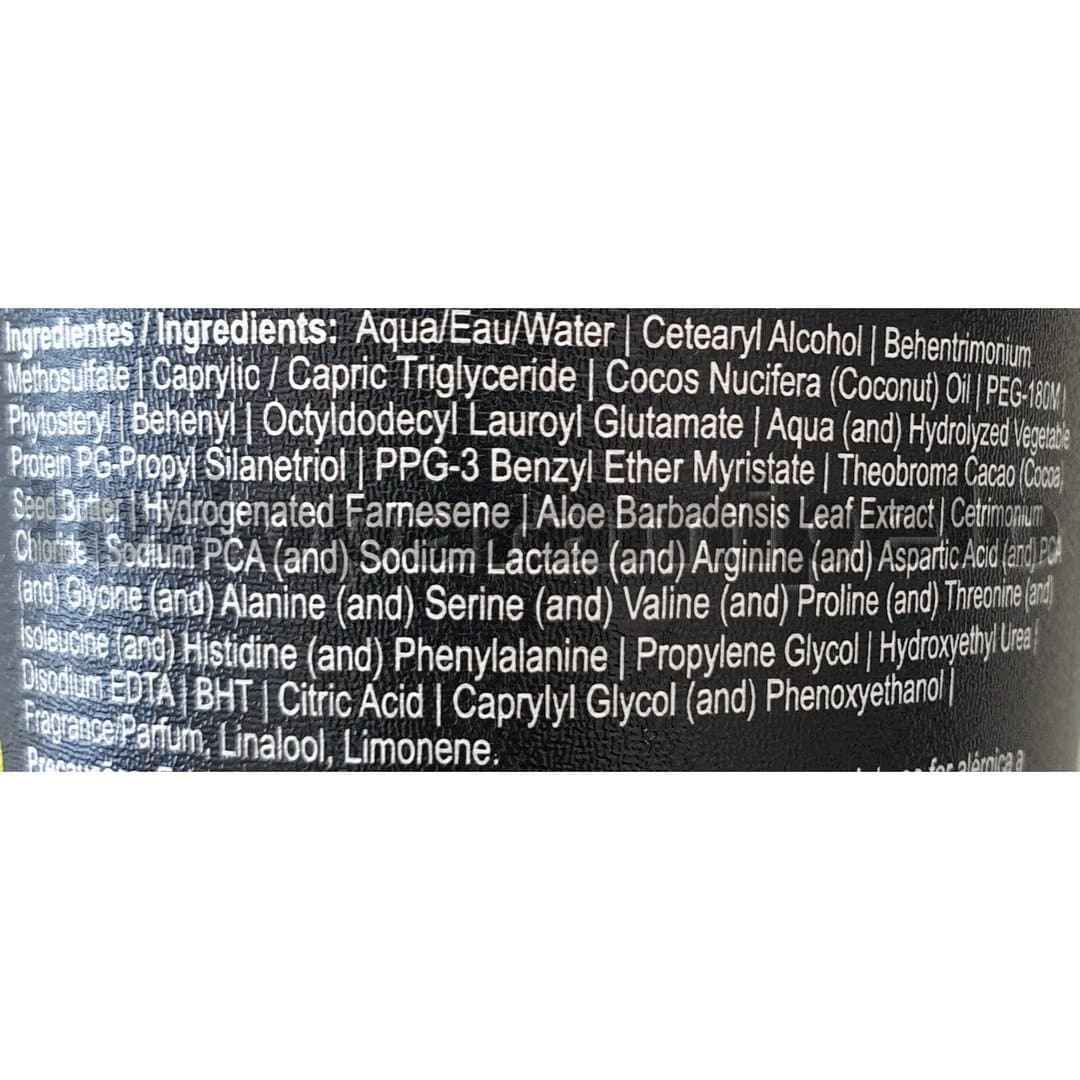 Ingredientes / Ingredients: Aqua/Eau/Water | Cetearyl Alcohol | Behentrimonium
Methosulfate | Caprylic / Capric Triglyceride | Cocos Nucifera (Coconut) Oil | PEG-180M |
Phytosteryl | Behenyl | Octyldodecyl Lauroyl Glutamate | Aqua (and) Hydrolyzed Vegetable
Protein PG-Propyl Silanetriol | PPG-3 Benzyl Ether Myristate | Theobroma Cacao (Cocoa)
Seed Butter | Hydrogenated Farnesene | Aloe Barbadensis Leaf Extract | Cetrimonium
Chloride | Sodium PCA (and) Sodium Lactate (and) Arginine (and) Aspartic Acid (and) PCA
(and) Glycine (and) Alanine (and) Serine (and) Valine (and) Proline (and) Threonine (and)
Isoleucine (and) Histidine (and) Phenylalanine | Propylene Glycol | Hydroxyethyl Urea |
Disodium EDTA | BHT | Citric Acid | Caprylyl Glycol (and) Phenoxyethanol |
Fragrance/Parfum, Linalool, Limonene.
for alérgica a